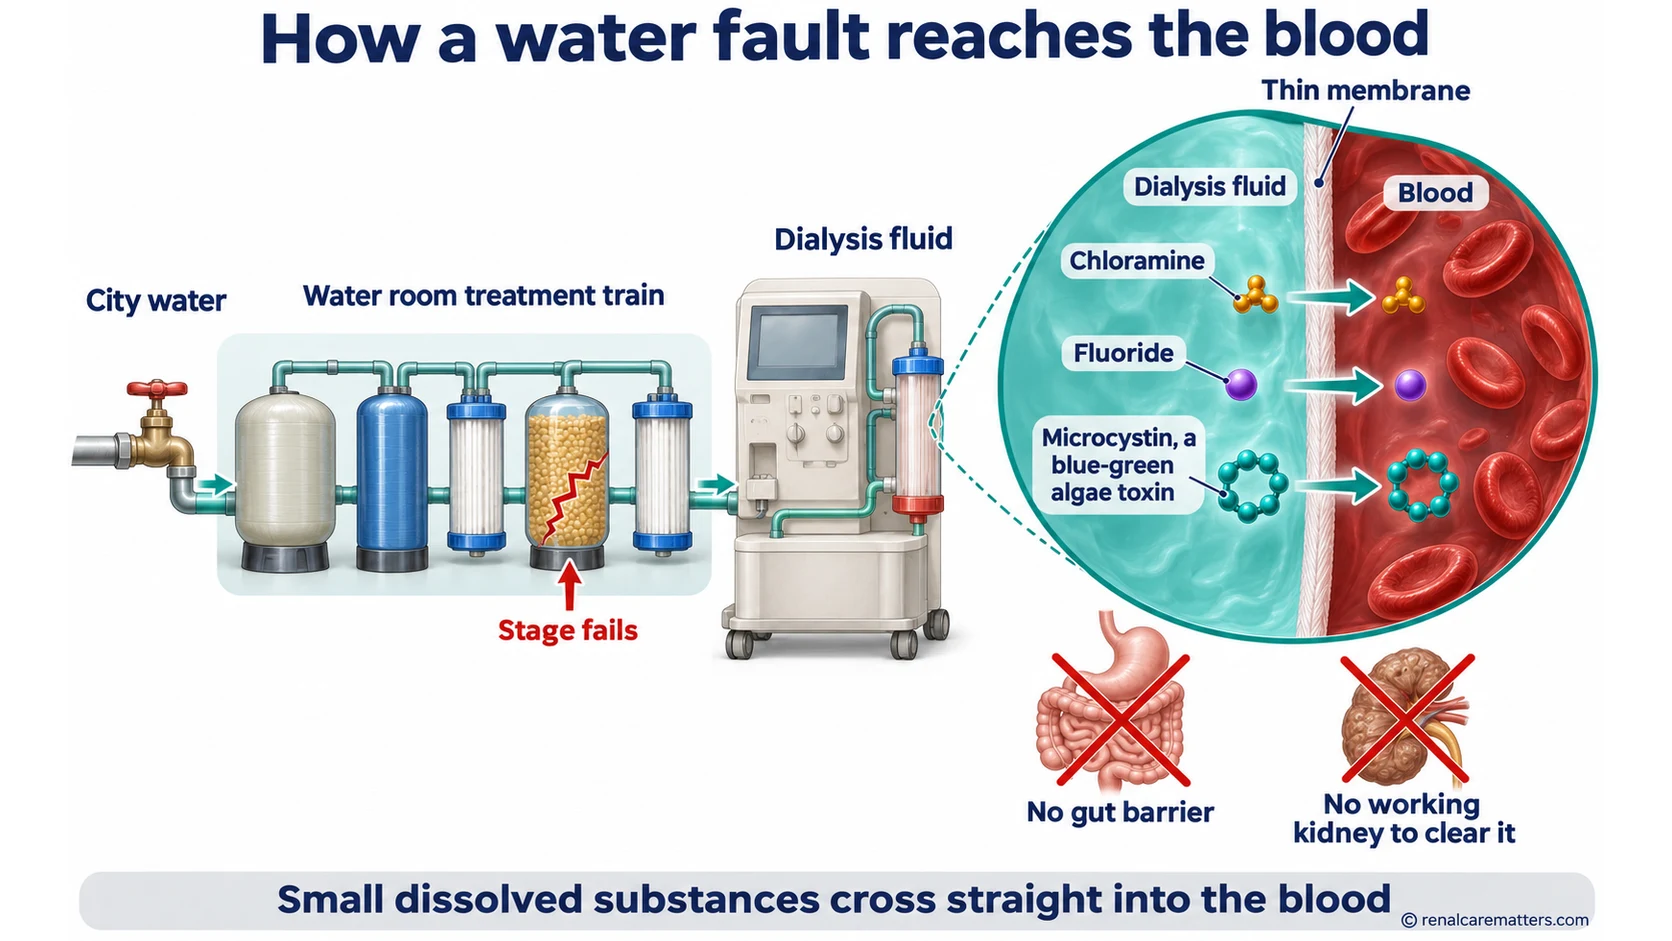 How a water fault reaches the blood
Thin membrane
Dialysis fluid
Blood
Chloramine
Fluoride
Microcystin, a
blue-green
algae toxin
Dialysis fluid
City water
Water room treatment train
Stage fails
No gut barrier
No working
kidney to clear it
Small dissolved substances cross straight into the blood
© renalcarematters.com